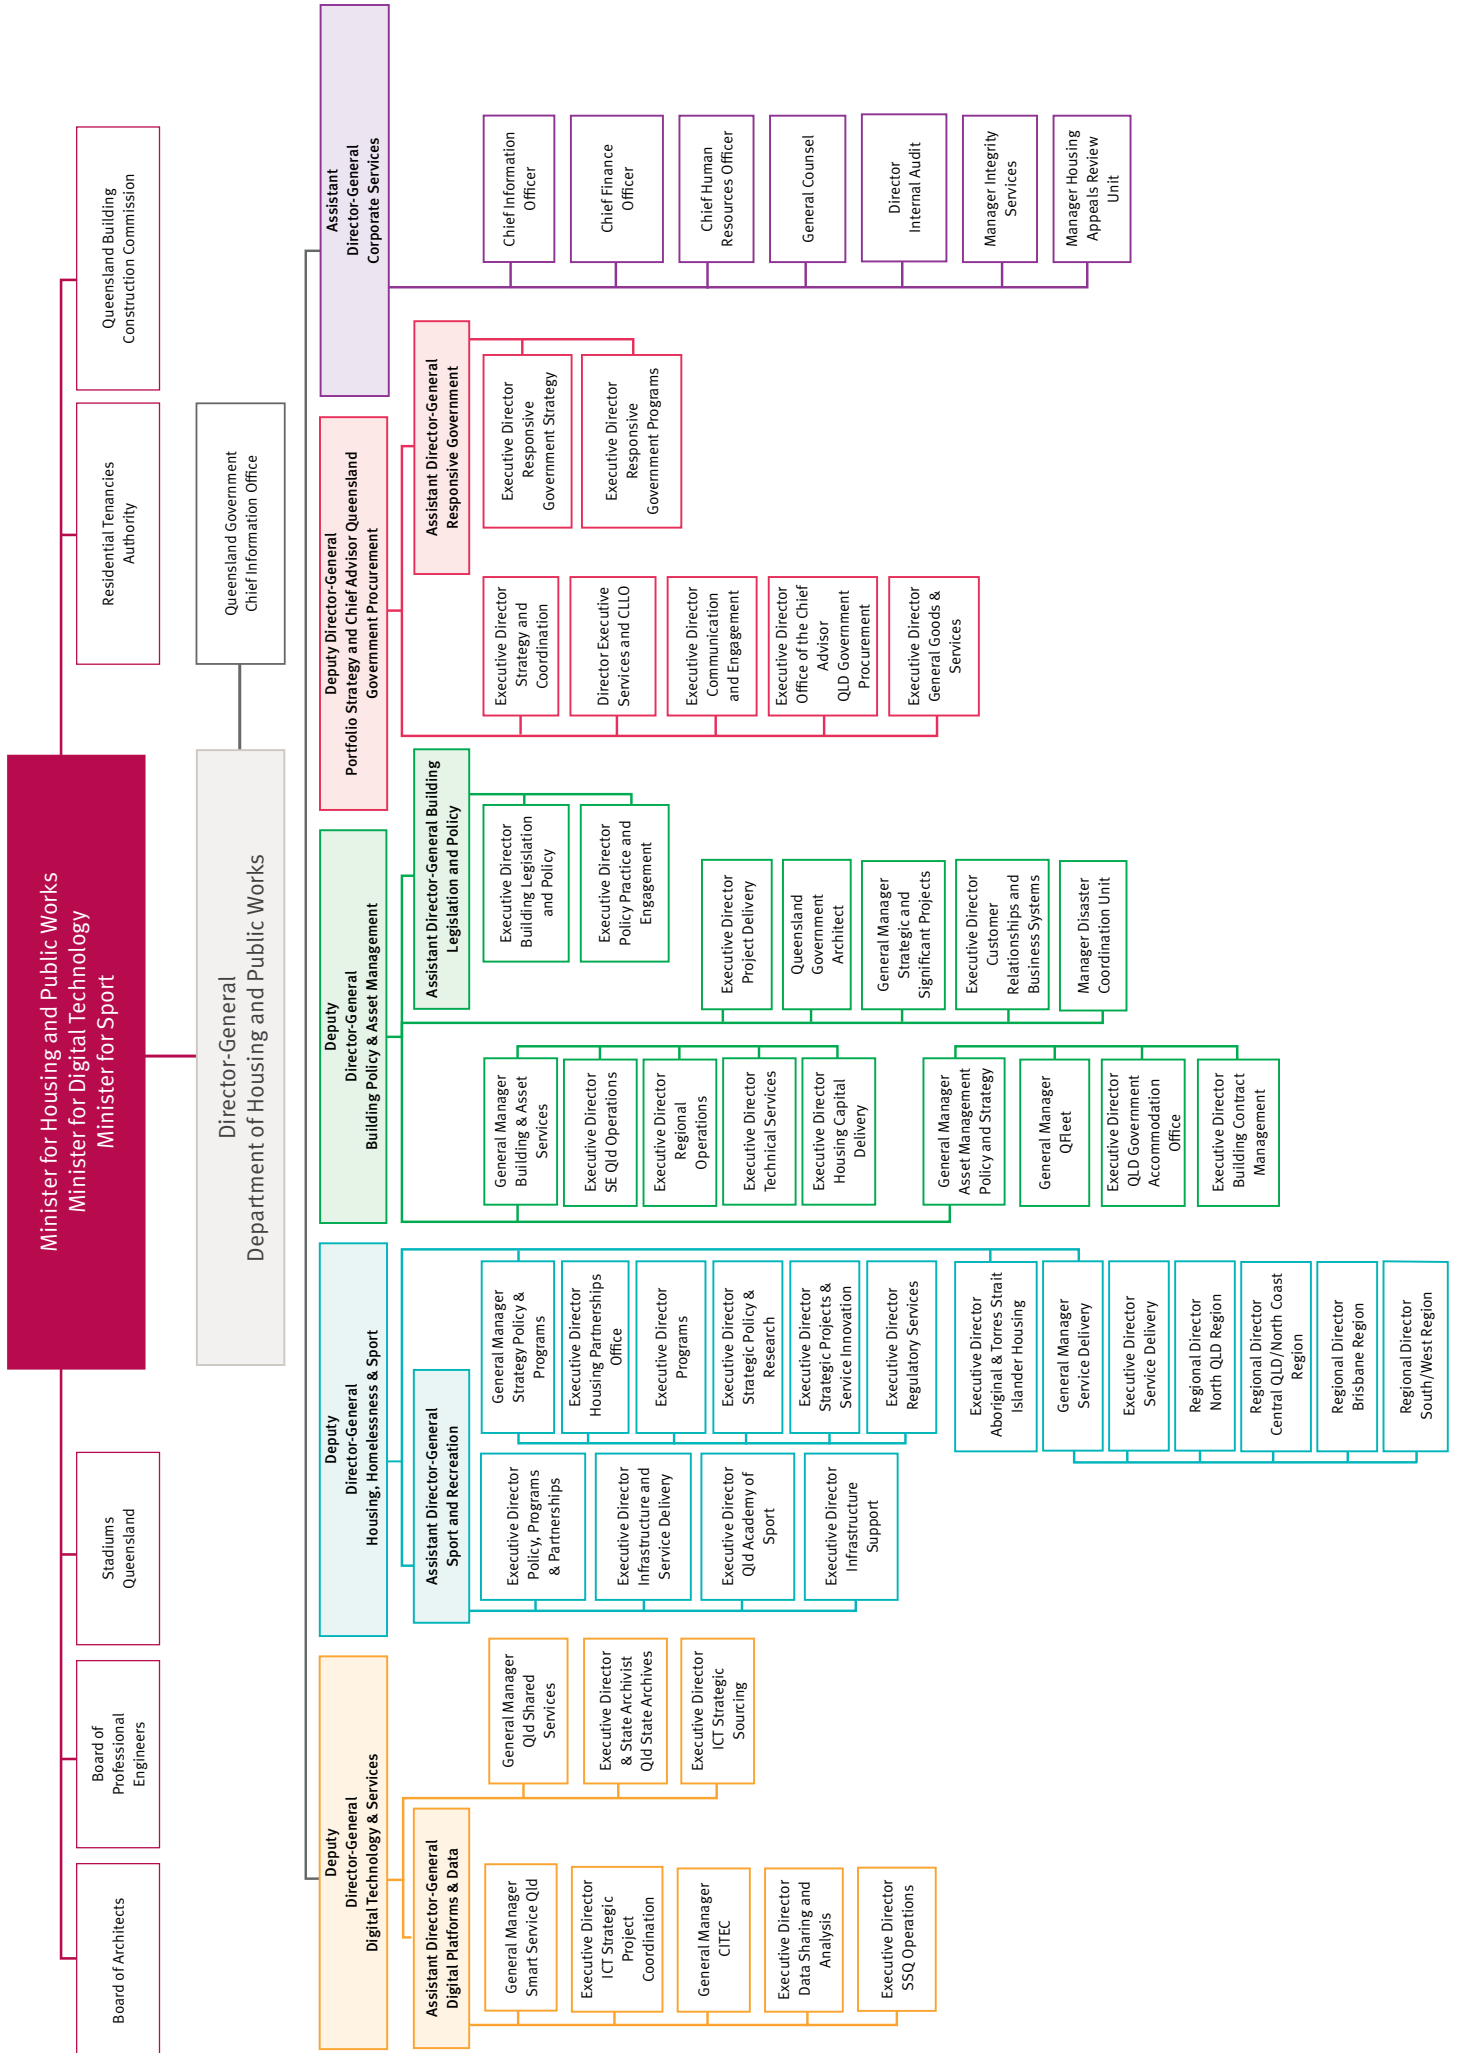 Minister for Housing and Public Works
Minister for Digital Technology
Minister for Sport
Board of Architects
Board of
Professional
Engineers
Stadiums
Queensland
Residential Tenancies
Authority
Queensland Building
Construction Commission
Director-General
Department of Housing and Public Works
Queensland Government
Chief Information Office
Deputy
Director-General
Digital Technology & Services
Assistant Director-General
Digital Platforms & Data
General Manager
Smart Service Qld
Executive Director
ICT Strategic
Project
Coordination
General Manager
CITEC
Executive Director
Data Sharing and
Analysis
Executive Director
SSQ Operations
General Manager
Qld Shared
Services
Executive Director
& State Archivist
Qld State Archives
Executive Director
ICT Strategic
Sourcing
Deputy
Director-General
Housing, Homelessness & Sport
Assistant Director-General
Sport and Recreation
Executive Director
Policy, Programs
& Partnerships
Executive Director
Infrastructure and
Service Delivery
Executive Director
Qld Academy of
Sport
Executive Director
Infrastructure
Support
General Manager
Strategy Policy &
Programs
Executive Director
Housing Partnerships
Office
Executive Director
Programs
Executive Director
Strategic Policy &
Research
Executive Director
Strategic Projects &
Service Innovation
Executive Director
Regulatory Services
Executive Director
Aboriginal & Torres Strait
Islander Housing
General Manager
Service Delivery
Executive Director
Service Delivery
Regional Director
North QLD Region
Regional Director
Central QLD/North Coast
Region
Regional Director
Brisbane Region
Regional Director
South/West Region
Deputy
Director-General
Building Policy & Asset Management
General Manager
Building & Asset
Services
Executive Director
SE Qld Operations
Executive Director
Regional
Operations
Executive Director
Technical Services
Executive Director
Housing Capital
Delivery
General Manager
Asset Management
Policy and Strategy
General Manager
QFleet
Executive Director
QLD Government
Accommodation
Office
Executive Director
Building Contract
Management
Assistant Director-General Building
Legislation and Policy
Executive Director
Building Legislation
and Policy
Executive Director
Policy Practice and
Engagement
Executive Director
Project Delivery
Queensland
Government
Architect
General Manager
Strategic and
Significant Projects
Executive Director
Customer
Relationships and
Business Systems
Manager Disaster
Coordination Unit
Deputy Director-General
Portfolio Strategy and Chief Advisor Queensland
Government Procurement
Executive Director
Strategy and
Coordination
Director Executive
Services and CLLO
Executive Director
Communication
and Engagement
Executive Director
Office of the Chief
Advisor
QLD Government
Procurement
Executive Director
General Goods &
Services
Assistant Director-General
Responsive Government
Executive Director
Responsive
Government Strategy
Executive Director
Responsive
Government Programs
Assistant
Director-General
Corporate Services
Chief Information
Officer
Chief Finance
Officer
Chief Human
Resources Officer
General Counsel
Director
Internal Audit
Manager Integrity
Services
Manager Housing
Appeals Review
Unit